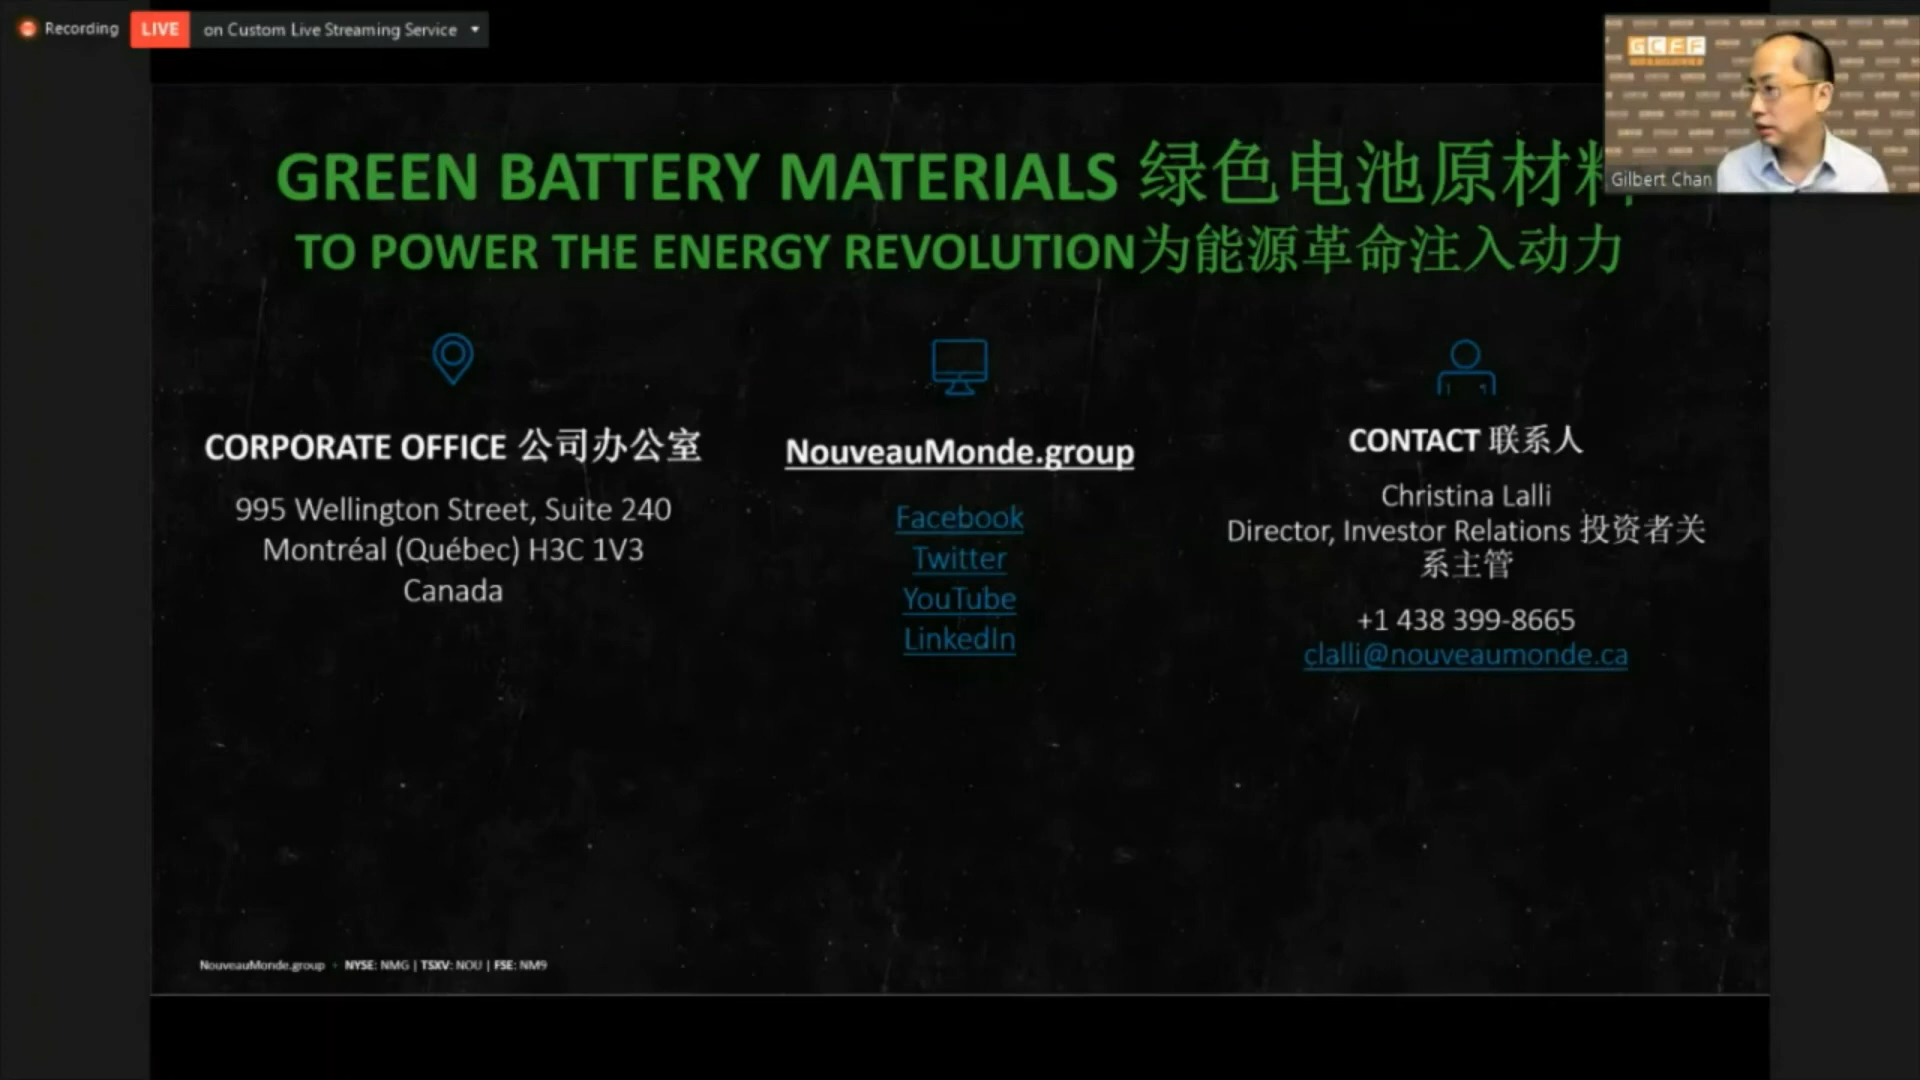 Recording
LIVE on Custom Live Streaming Service
GCFF
Gilbert Chan
GREEN BATTERY MATERIALS 绿色电池原材料
TO POWER THE ENERGY REVOLUTION为能源革命注入动力
CORPORATE OFFICE 公司办公室
995 Wellington Street, Suite 240
Montréal (Québec) H3C 1V3
Canada
NouveauMonde.group
Facebook
Twitter
YouTube
LinkedIn
CONTACT 联系人
Christina Lalli
Director, Investor Relations 投资者关
系主管
+1 438 399-8665
clalli@nouveaumonde.ca
NouveauMonde.group + NYSE: NMG | TSXV: NOU | FSE: NM9